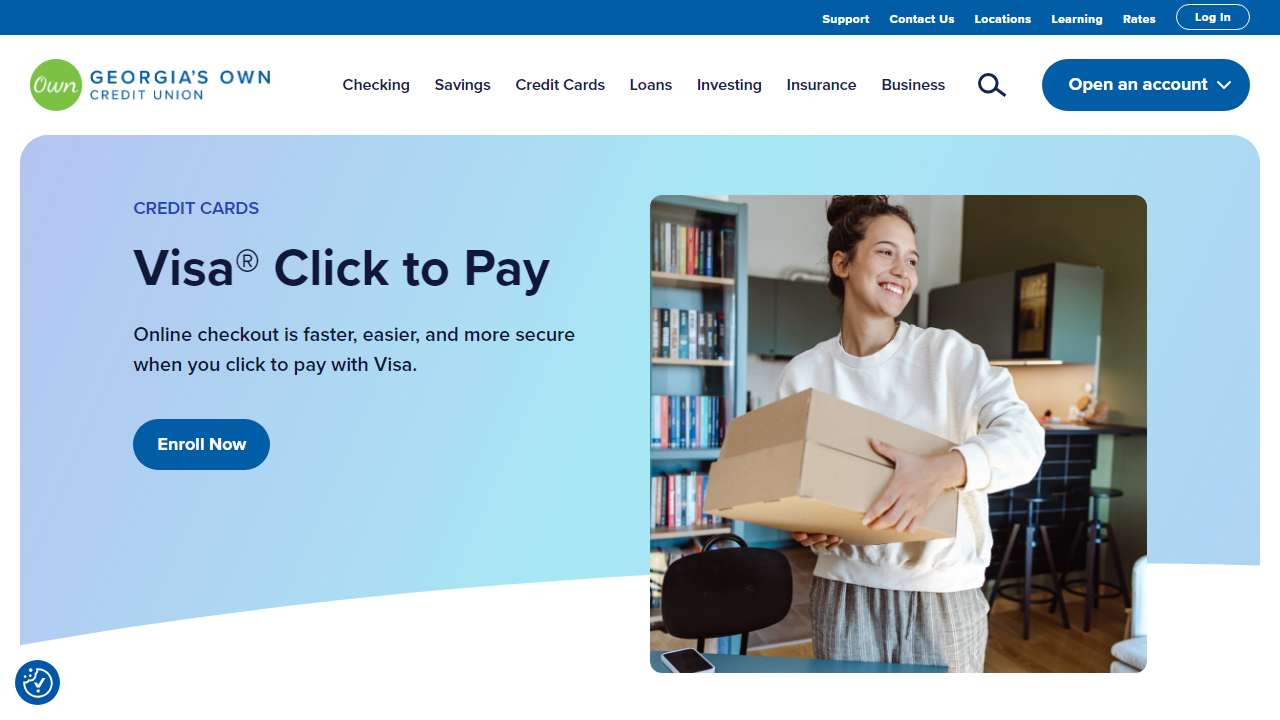 Support Contact Us Locations Learning Rates Log In
Own GEORGIA'S OWN
CREDIT UNION
Checking Savings Credit Cards Loans Investing Insurance Business Open an account
CREDIT CARDS
Visa® Click to Pay
Online checkout is faster, easier, and more secure
when you click to pay with Visa.
Enroll Now